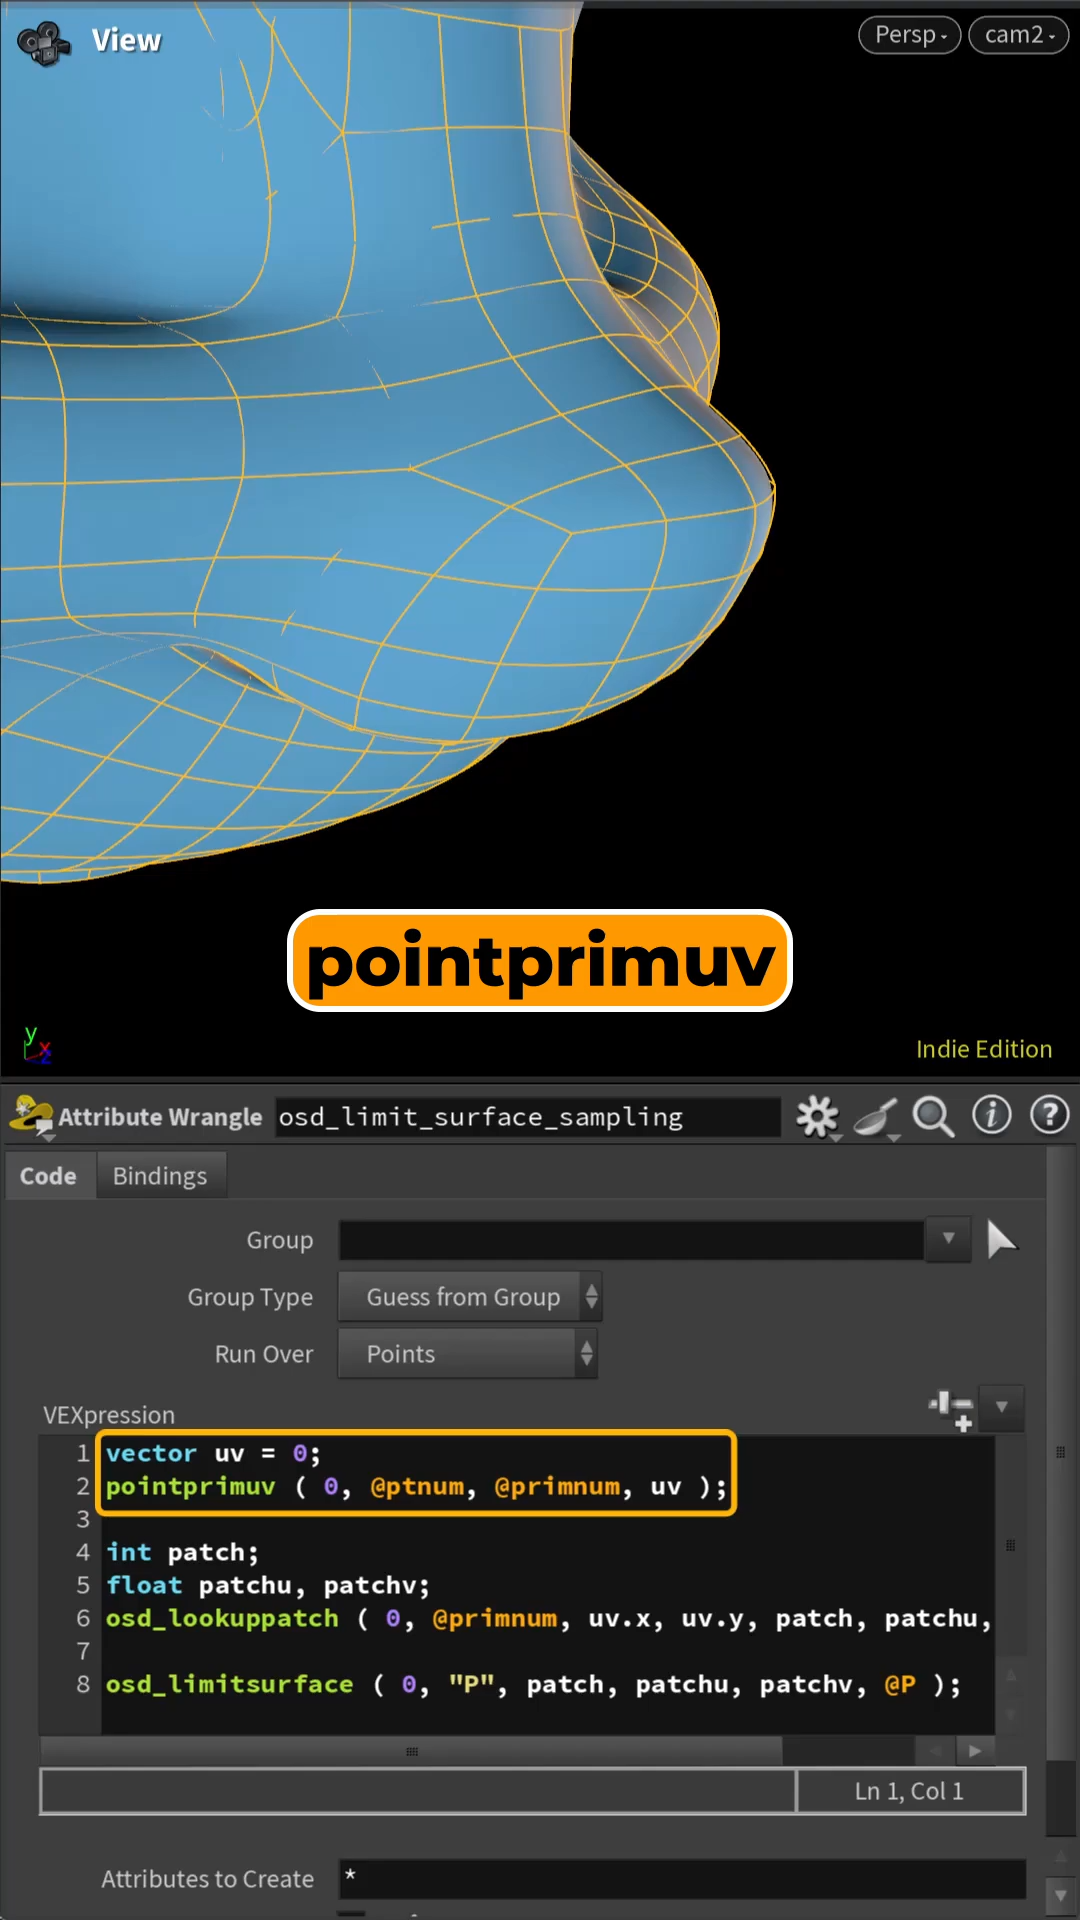 View
Persp
cam2
pointprimuv
y
x
z
Indie Edition
Attribute Wrangle osd_limit_surface_sampling
Code Bindings
Group
Group Type Guess from Group
Run Over Points
VEXpression
1 vector uv = 0;
2 pointprimuv ( 0, @ptnum, @primnum, uv );
3
4 int patch;
5 float patchu, patchv;
6 osd_lookuppatch ( 0, @primnum, uv.x, uv.y, patch, patchu,
7
8 osd_limitsurface ( 0, "P", patch, patchu, patchv, @P );
Ln 1, Col 1
Attributes to Create *